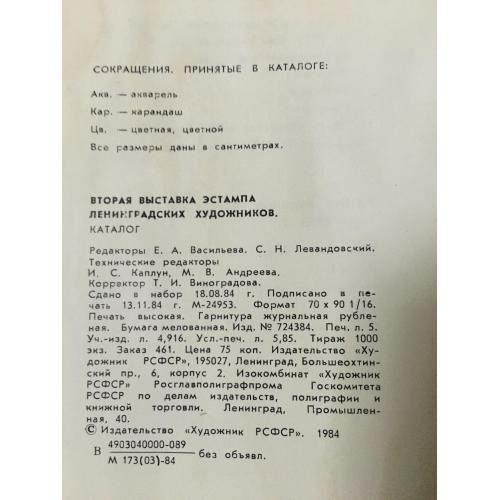 СОКРАЩЕНИЯ, ПРИНЯТЫЕ В КАТАЛОГЕ:
Акв. — акварель
Кар. — карандаш
Цв. — цветная, цветной
Все размеры даны в сантиметрах.
ВТОРАЯ ВЫСТАВКА ЭСТАМПА
ЛЕНИНГРАДСКИХ ХУДОЖНИКОВ.
КАТАЛОГ
Редакторы Е. А. Васильева. С. Н. Левандовский.
Технические редакторы
И. С. Каплун, М. В. Андреева.
Корректор Т. И. Виноградова.
Сдано в набор 18.08.84 г. Подписано в пе-
чать 13.11.84 г. М-24953. Формат 70 х 90 1/16.
Печать высокая. Гарнитура журнальная рубле-
ная. Бумага мелованная. Изд. № 724384. Печ. л. 5.
Уч.-изд. л. 4,916. Усл.-печ. л. 5,85. Тираж 1000
экз. Заказ 461. Цена 75 коп. Издательство «Ху-
дожник РСФСР», 195027, Ленинград, Большеохтин-
ский пр., 6, корпус 2. Изокомбинат «Художник
РСФСР» Росглавполиграфпрома Госкомитета
РСФСР по делам издательств, полиграфии и
книжной торговли. Ленинград, Промышлен-
ная, 40.
© Издательство «Художник РСФСР». 1984
В 4903040000-089
М 173(03)-84 без объявл.